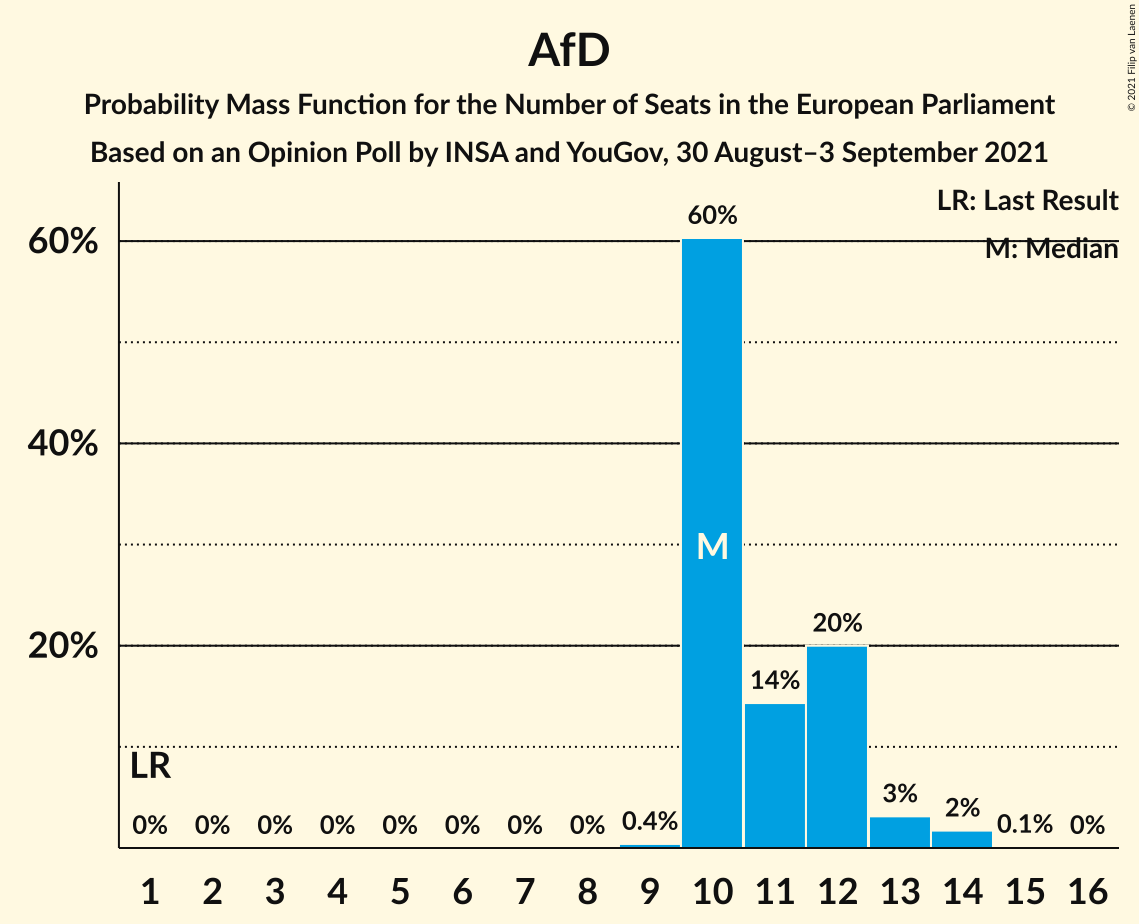 AfD
Probability Mass Function for the Number of Seats in the European Parliament
Based on an Opinion Poll by INSA and YouGov, 30 August–3 September 2021
© 2021 Filip van Laenen
LR: Last Result
M: Median
60%
40%
20%
60%
M
20%
14%
LR
3%
2%
0% 0% 0% 0% 0% 0% 0% 0% 0.4% 0.1% 0%
1 2 3 4 5 6 7 8 9 10 11 12 13 14 15 16